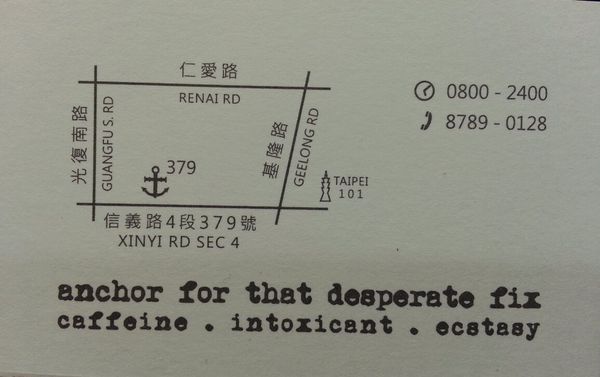 仁愛路
RENAI RD
0800 - 2400
8789 - 0128
光復南路
GUANGFU S. RD
379
基隆路
GEELONG RD
TAIPEI
101
信義路4段379號
XINYI RD SEC 4
anchor for that desperate fix
caffeine . intoxicant . ecstasy